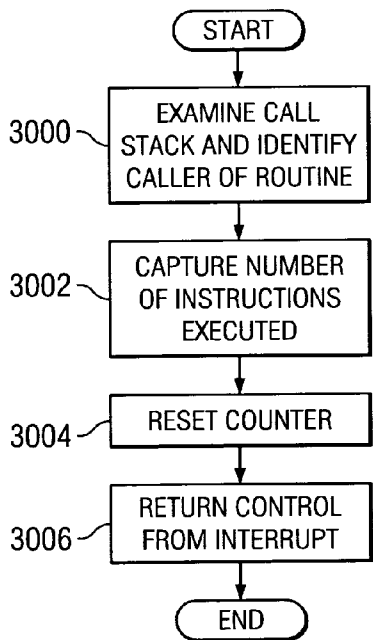 START
3000
EXAMINE CALL
STACK AND IDENTIFY
CALLER OF ROUTINE
3002
CAPTURE NUMBER
OF INSTRUCTIONS
EXECUTED
3004
RESET COUNTER
3006
RETURN CONTROL
FROM INTERRUPT
END